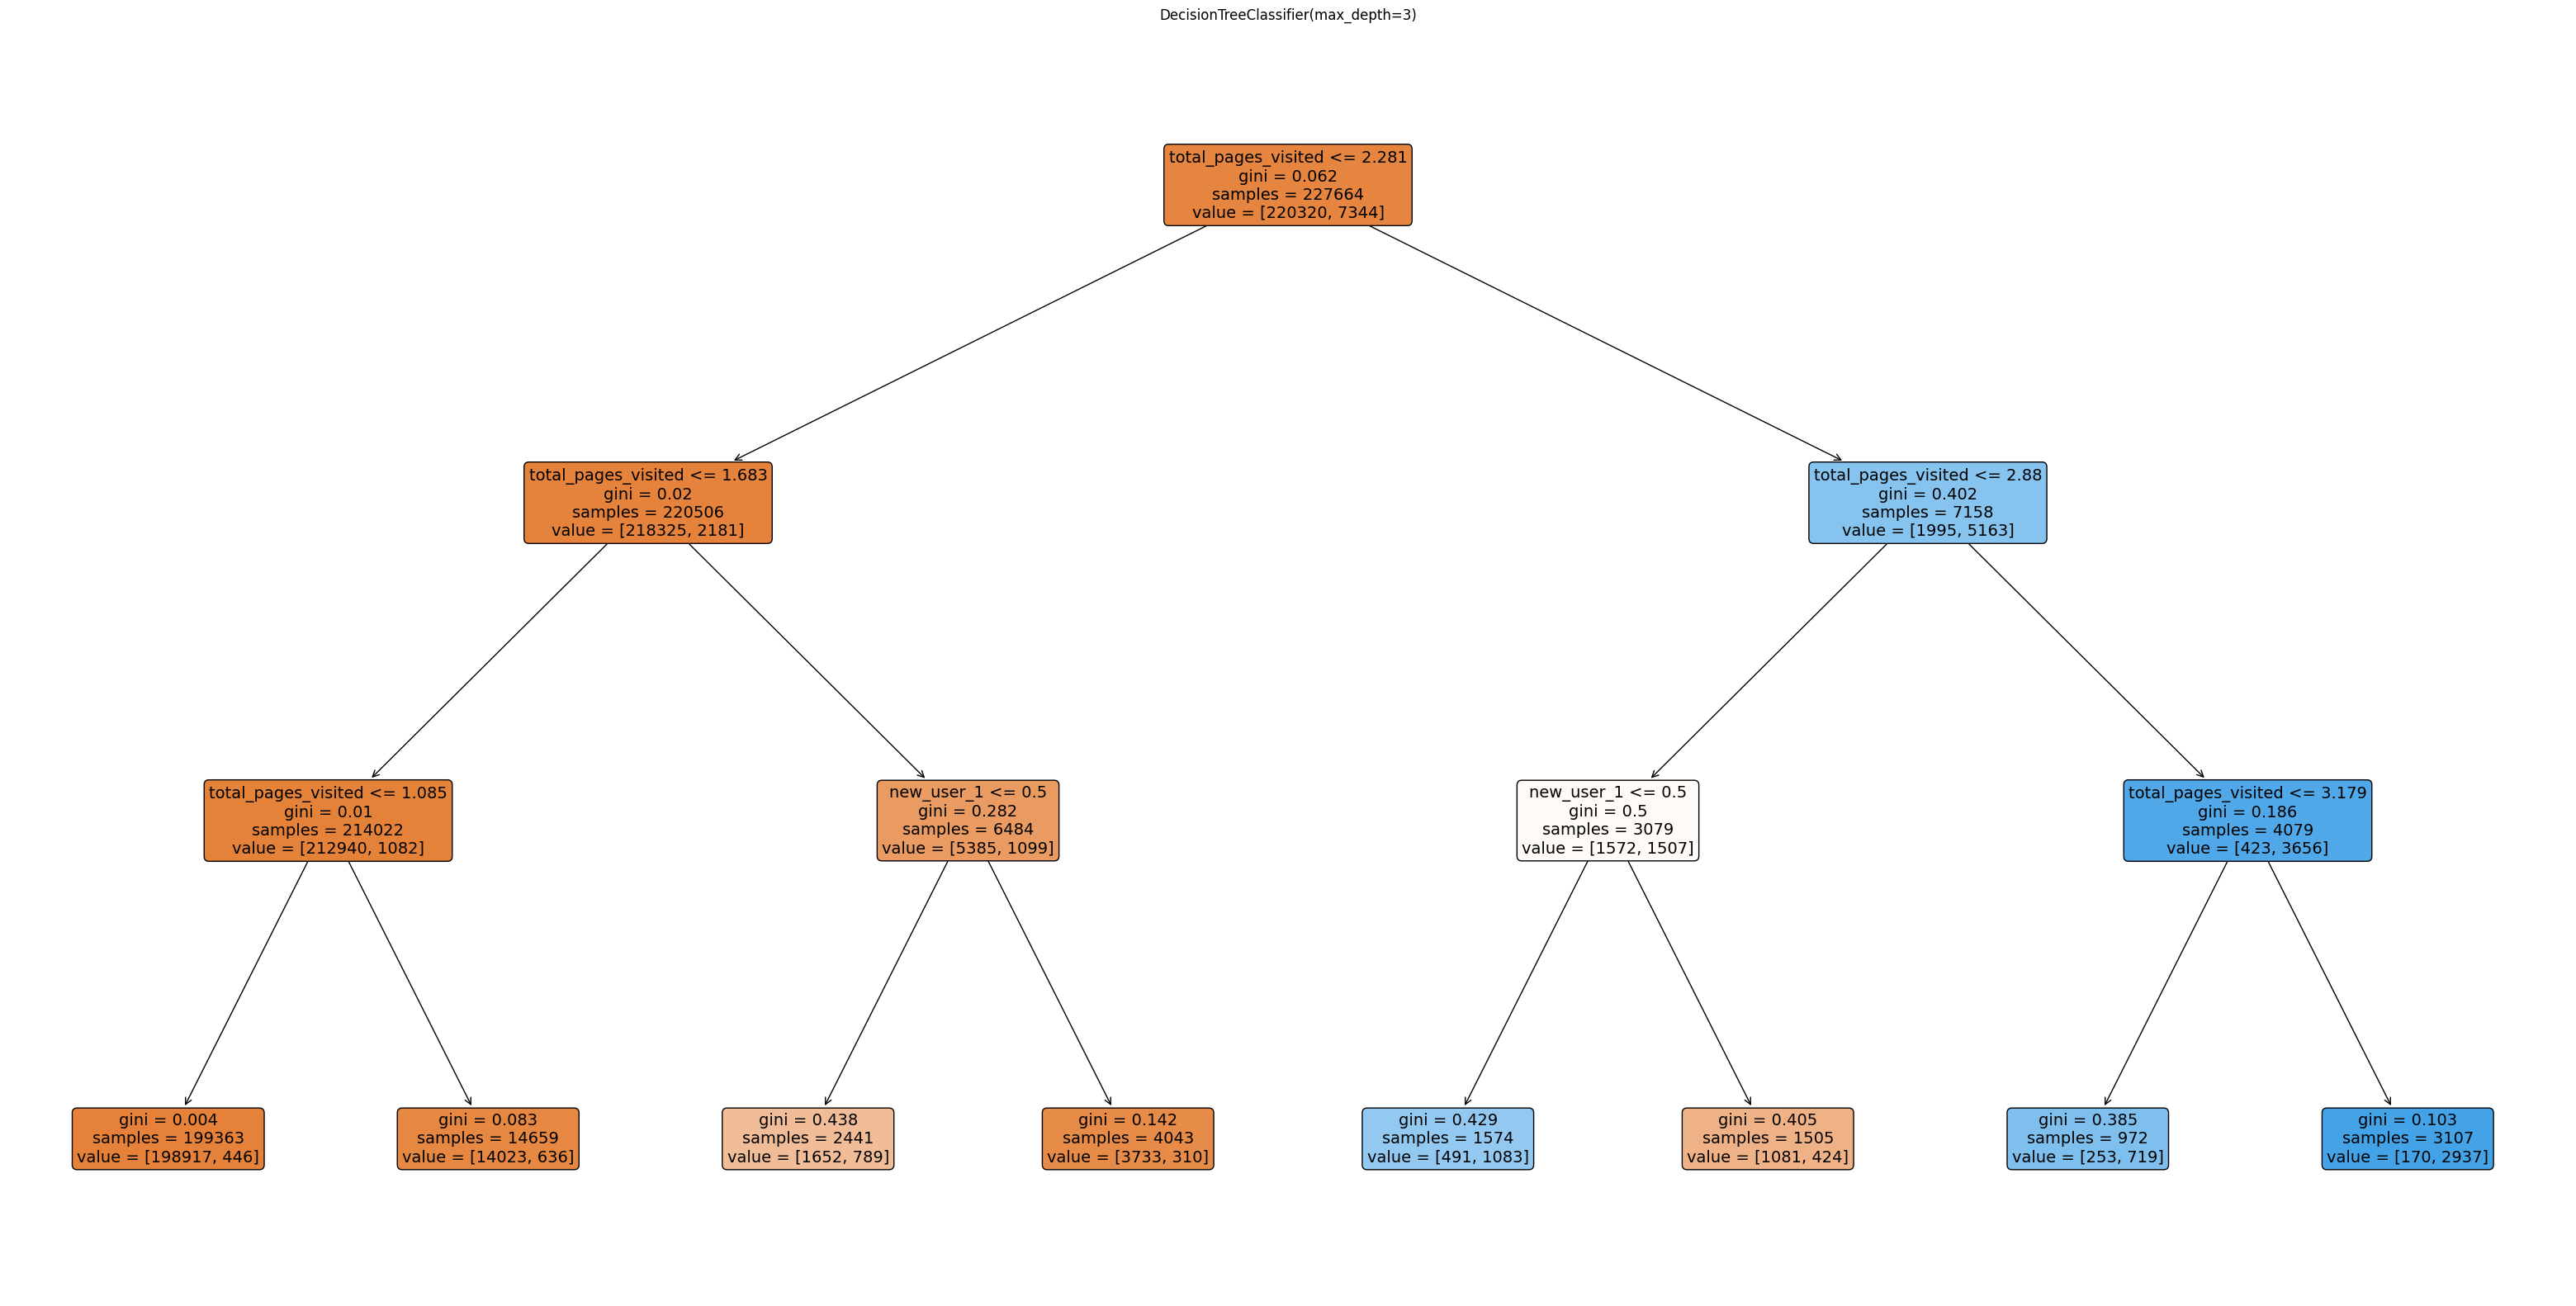 DecisionTreeClassifier(max_depth=3)
total_pages_visited <= 2.281
gini = 0.062
samples = 227664
value = [220320, 7344]
total_pages_visited <= 1.683
gini = 0.02
samples = 220506
value = [218325, 2181]
total_pages_visited <= 2.88
gini = 0.402
samples = 7158
value = [1995, 5163]
total_pages_visited <= 1.085
gini = 0.01
samples = 214022
value = [212940, 1082]
new_user_1 <= 0.5
gini = 0.282
samples = 6484
value = [5385, 1099]
new_user_1 <= 0.5
gini = 0.5
samples = 3079
value = [1572, 1507]
total_pages_visited <= 3.179
gini = 0.186
samples = 4079
value = [423, 3656]
gini = 0.004
samples = 199363
value = [198917, 446]
gini = 0.083
samples = 14659
value = [14023, 636]
gini = 0.438
samples = 2441
value = [1652, 789]
gini = 0.142
samples = 4043
value = [3733, 310]
gini = 0.429
samples = 1574
value = [491, 1083]
gini = 0.405
samples = 1505
value = [1081, 424]
gini = 0.385
samples = 972
value = [253, 719]
gini = 0.103
samples = 3107
value = [170, 2937]